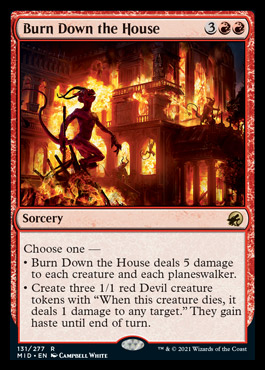 Burn Down the House 3
Sorcery
Choose one —
• Burn Down the House deals 5 damage
to each creature and each planeswalker.
• Create three 1/1 red Devil creature
tokens with “When this creature dies, it
deals 1 damage to any target.” They gain
haste until end of turn.
131/277 R
MID • EN CAMPBELL WHITE
™ & © 2021 Wizards of the Coast